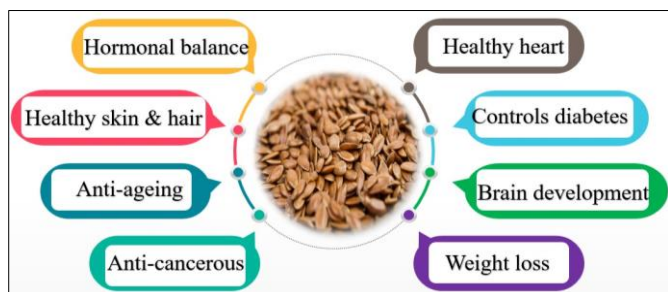 Hormonal balance
Healthy skin & hair
Anti-ageing
Anti-cancerous
Healthy heart
Controls diabetes
Brain development
Weight loss